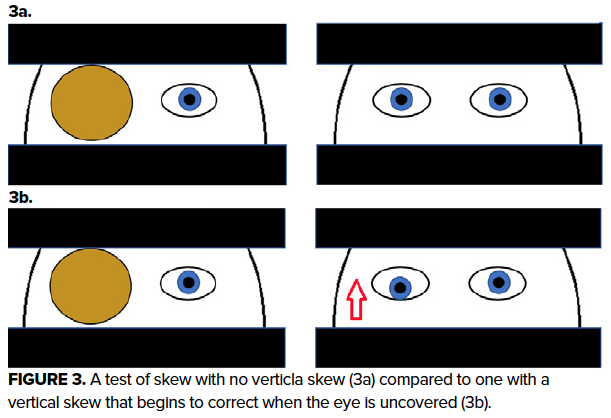 3a.
3b.
FIGURE 3. A test of skew with no verticla skew (3a) compared to one with a
vertical skew that begins to correct when the eye is uncovered (3b).